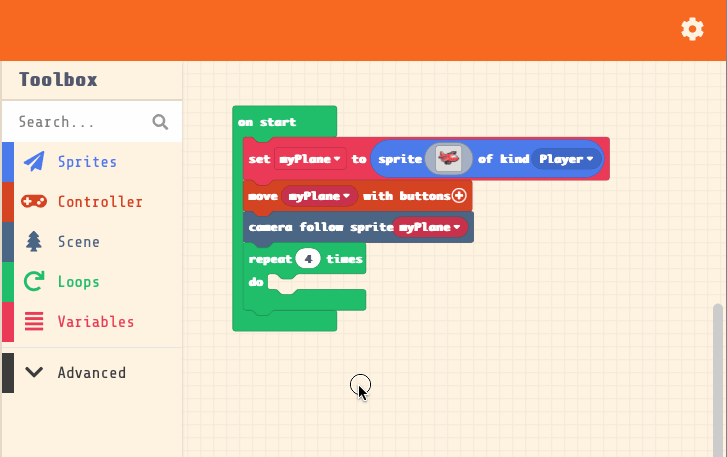 Toolbox
Search...
Sprites
Controller
Scene
Loops
Variables
Advanced
on start
set myPlane to sprite of kind Player
move myPlane with buttons
camera follow sprite myPlane
repeat 4 times
do